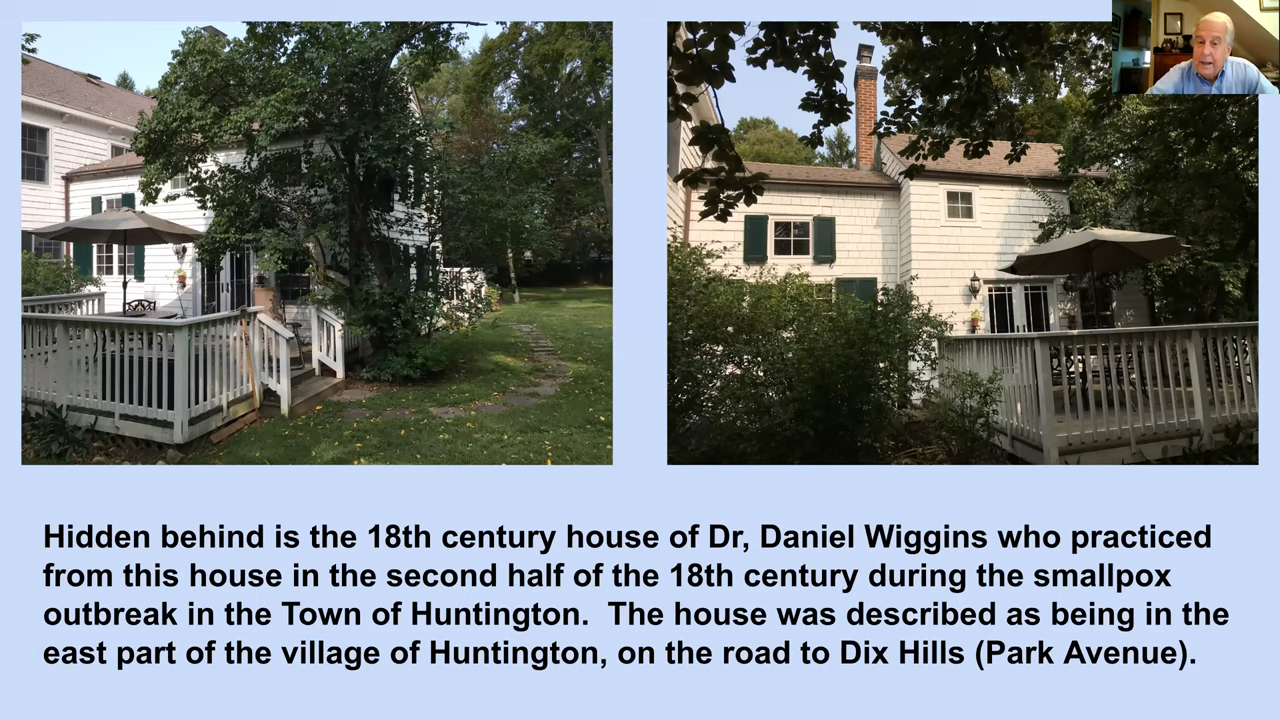 Hidden behind is the 18th century house of Dr, Daniel Wiggins who practiced
from this house in the second half of the 18th century during the smallpox
outbreak in the Town of Huntington.  The house was described as being in the
east part of the village of Huntington, on the road to Dix Hills (Park Avenue).